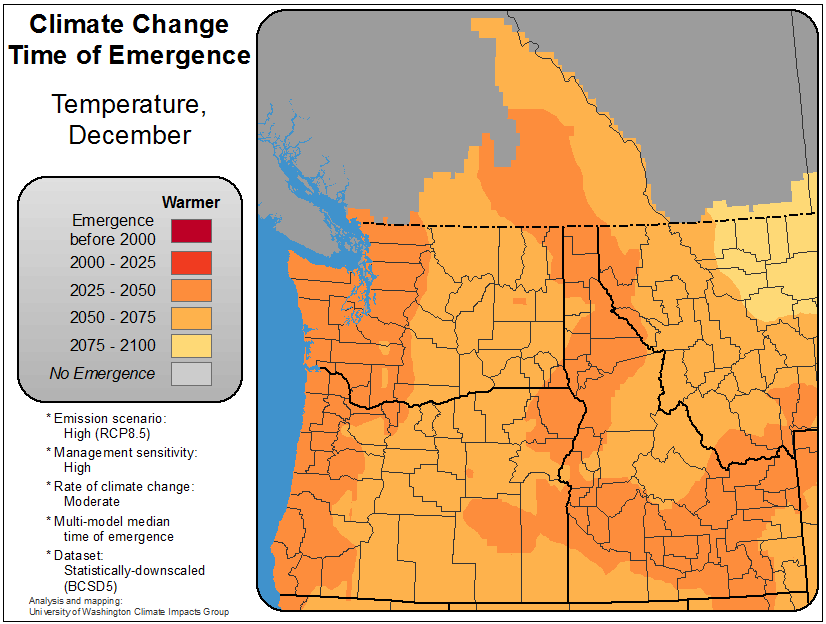 Climate Change
Time of Emergence
Temperature,
December
Warmer
Emergence
before 2000
2000 - 2025
2025 - 2050
2050 - 2075
2075 - 2100
No Emergence
* Emission scenario:
High (RCP8.5)
* Management sensitivity:
High
* Rate of climate change:
Moderate
* Multi-model median
time of emergence
* Dataset:
Statistically-downscaled
(BCSD5)
Analysis and mapping:
University of Washington Climate Impacts Group